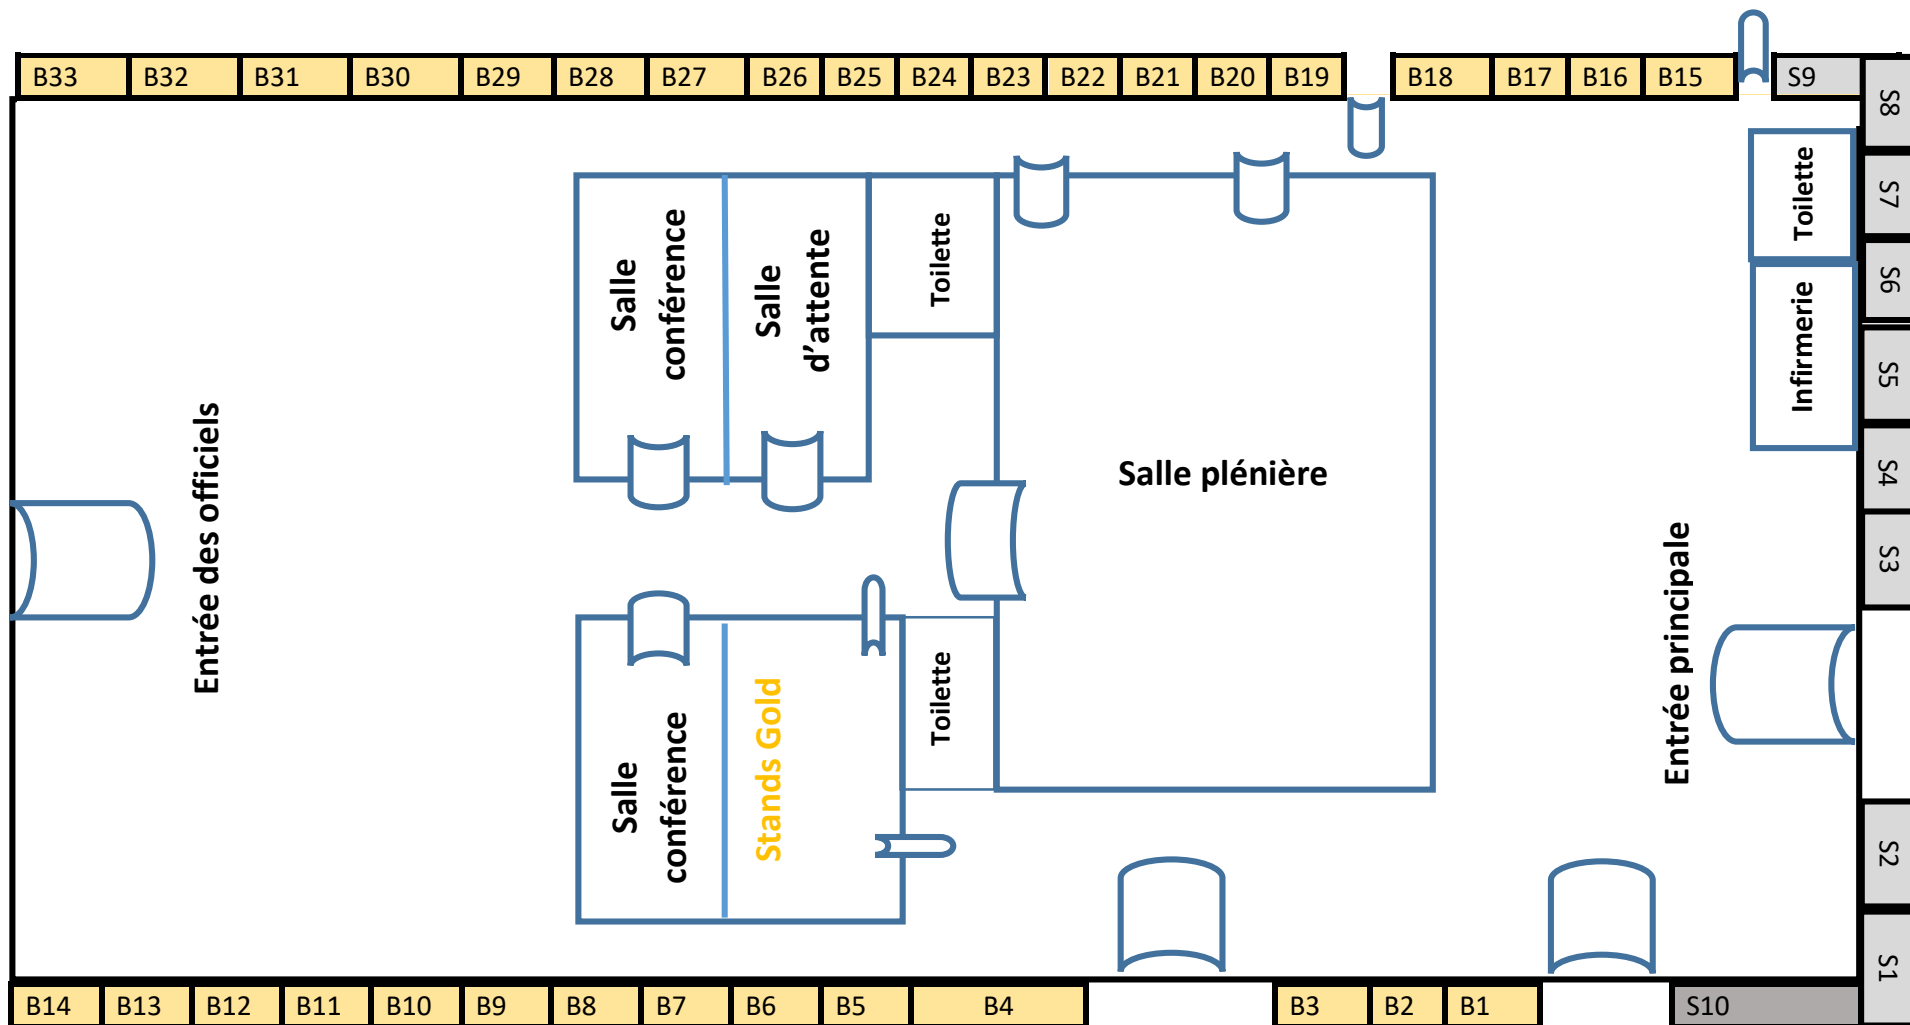 B33 B32 B31 B30 B29 B28 B27 B26 B25 B24 B23 B22 B21 B20 B19 B18 B17 B16 B15 S9
S8
S7
S6
S5
S4
S3
S2
S1
Toilette
Infirmerie
Salle
conférence
Salle
d’attente
Toilette
Salle plénière
Entrée des officiels
Entrée principale
Salle
conférence
Stands Gold
Toilette
B14 B13 B12 B11 B10 B9 B8 B7 B6 B5 B4 B3 B2 B1 S10